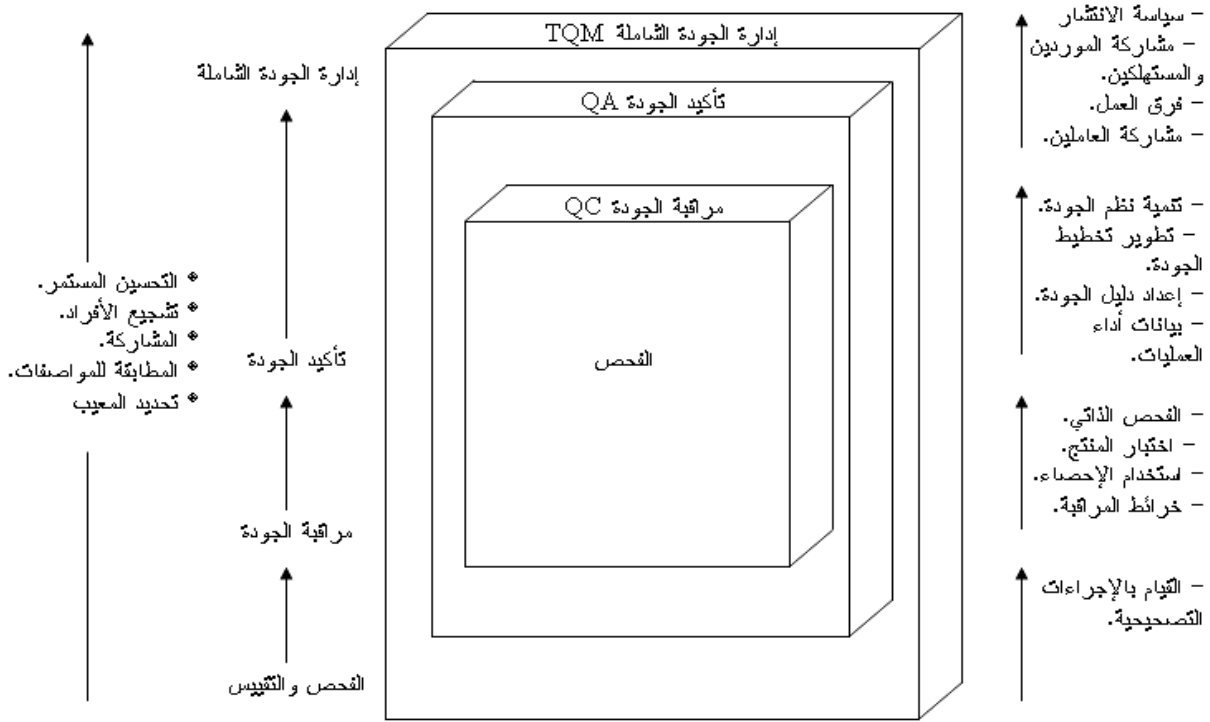 إدارة الجودة الشاملة TQM
تأكيد الجودة QA
مراقبة الجودة QC
الفحص
– سياسة الانتشار
– مشاركة الموردين
والمستهلكين.
– فرق العمل.
– مشاركة العاملين.
– تنمية نظم الجودة.
– تطوير تخطيط
الجودة.
– إعداد دليل الجودة.
– بيانات أداء
العمليات.
– الفحص الذاتي.
– اختبار المنتج.
– استخدام الإحصاء.
– خرائط المراقبة.
– القيام بالإجراءات
التصحيحية.
إدارة الجودة الشاملة
تأكيد الجودة
مراقبة الجودة
الفحص والتقييس
* التحسين المستمر.
* تشجيع الأفراد.
* المشاركة.
* المطابقة للمواصفات.
* تحديد المعيب